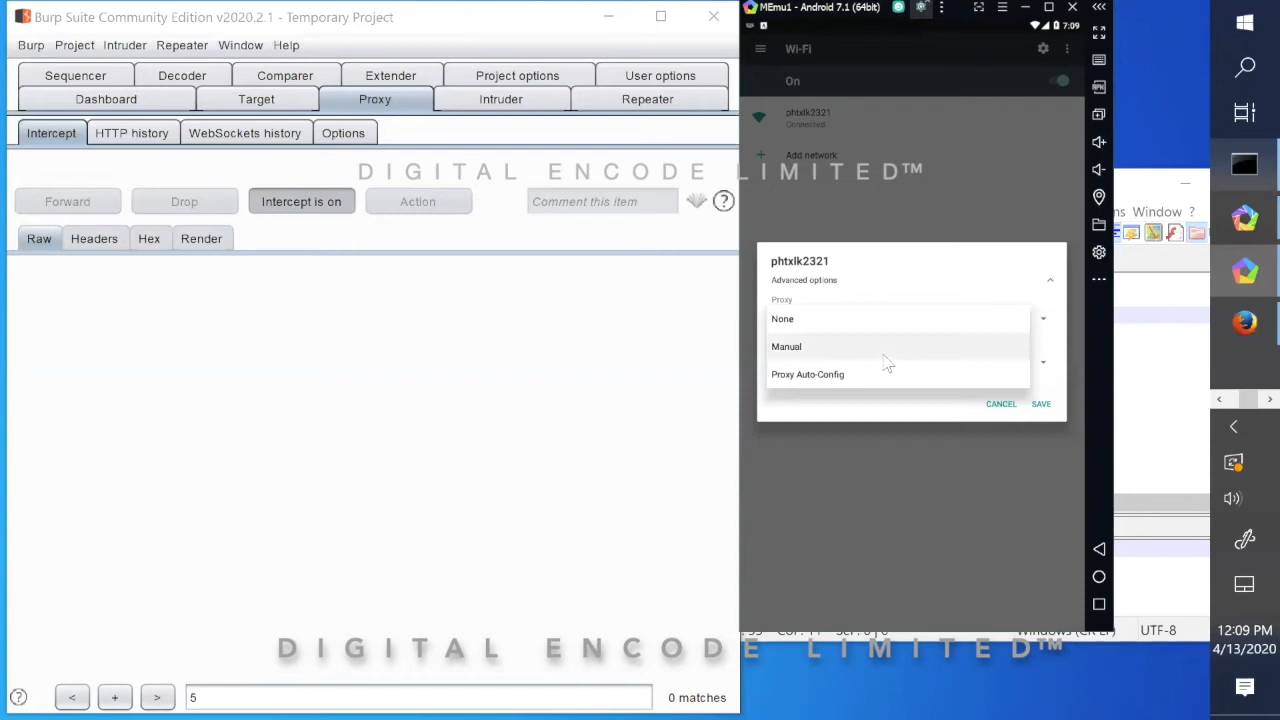 Burp Suite Community Edition v2020.2.1 - Temporary Project
Burp Project Intruder Repeater Window Help
Sequencer Decoder Comparer Extender Project options User options
Dashboard Target Proxy Intruder Repeater
Intercept HTTP history WebSockets history Options
Forward Drop Intercept is on Action Comment this item ?
Raw Headers Hex Render
? < + > 5 0 matches
MEmu1 - Android 7.1 (64bit)
7:09
Wi-Fi
On
phtxlk2321
Connected
Add network
DIGITAL ENCODE LIMITED™
phtxlk2321
Advanced options
Proxy
None
Manual
Proxy Auto-Config
CANCEL SAVE
ns Window ?
UTF-8
DIGITAL ENCODE LIMITED™
12:09 PM
4/13/2020